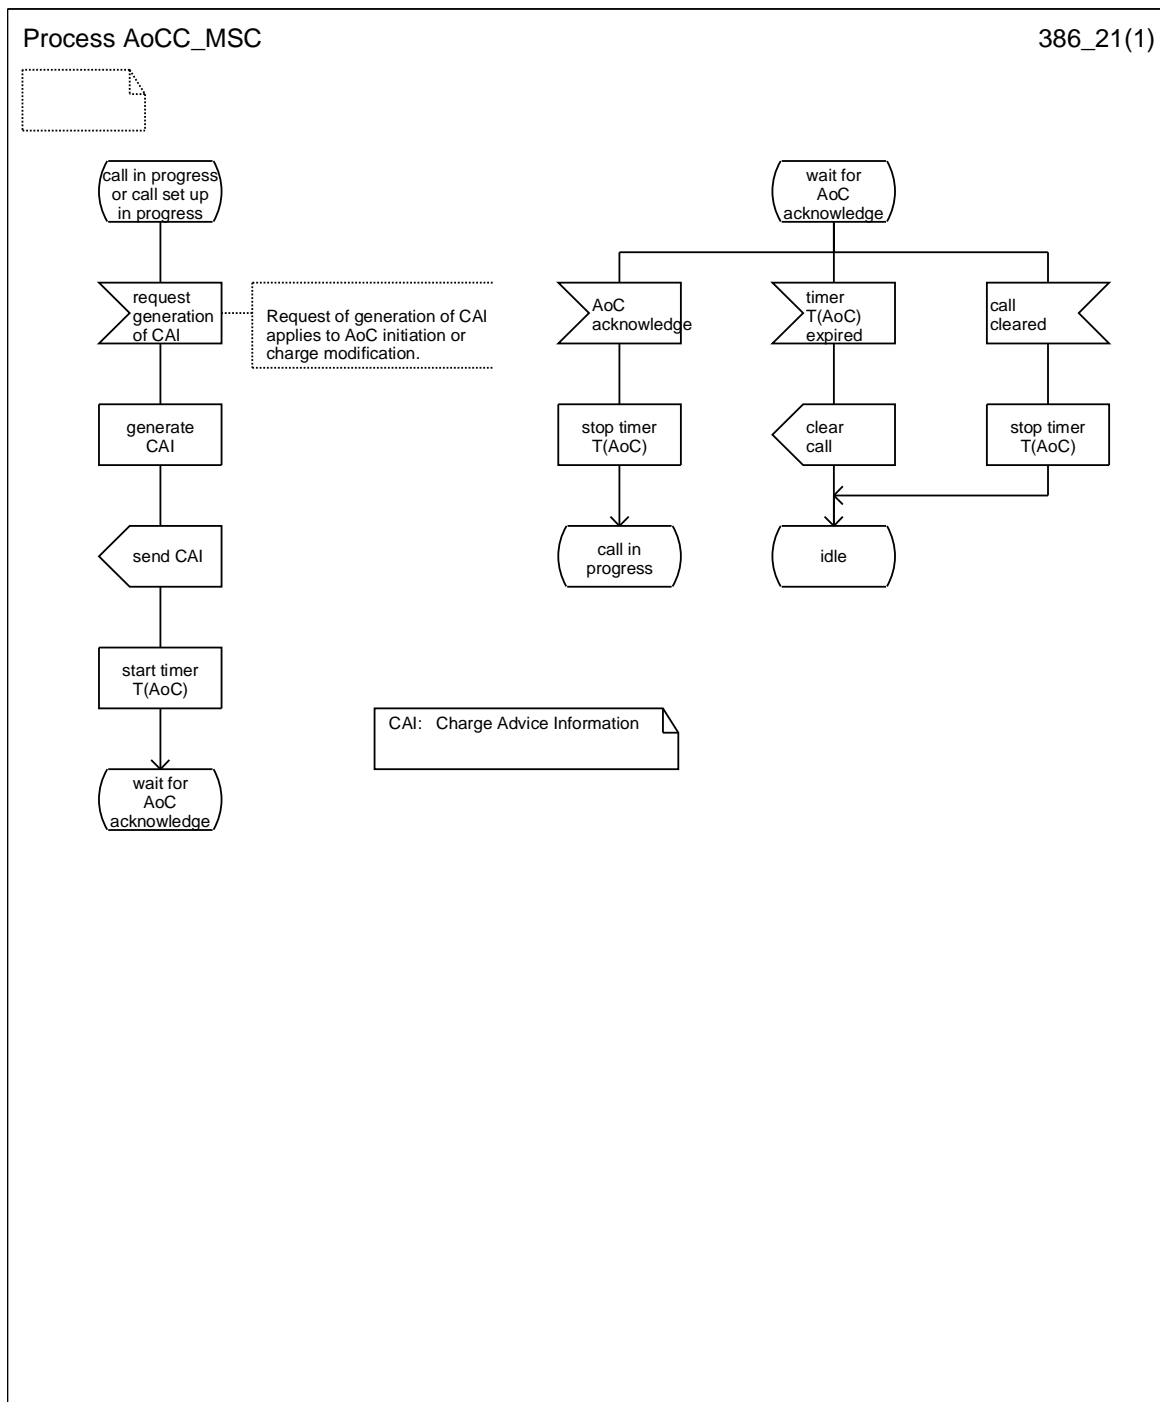 Process AoCC_MSC
386_21(1)
call in progress
or call set up
in progress
request
generation
of CAI
Request of generation of CAI
applies to AoC initiation or
charge modification.
generate
CAI
send CAI
start timer
T(AoC)
wait for
AoC
acknowledge
wait for
AoC
acknowledge
AoC
acknowledge
timer
T(AoC)
expired
call
cleared
stop timer
T(AoC)
clear
call
stop timer
T(AoC)
call in
progress
idle
CAI: Charge Advice Information